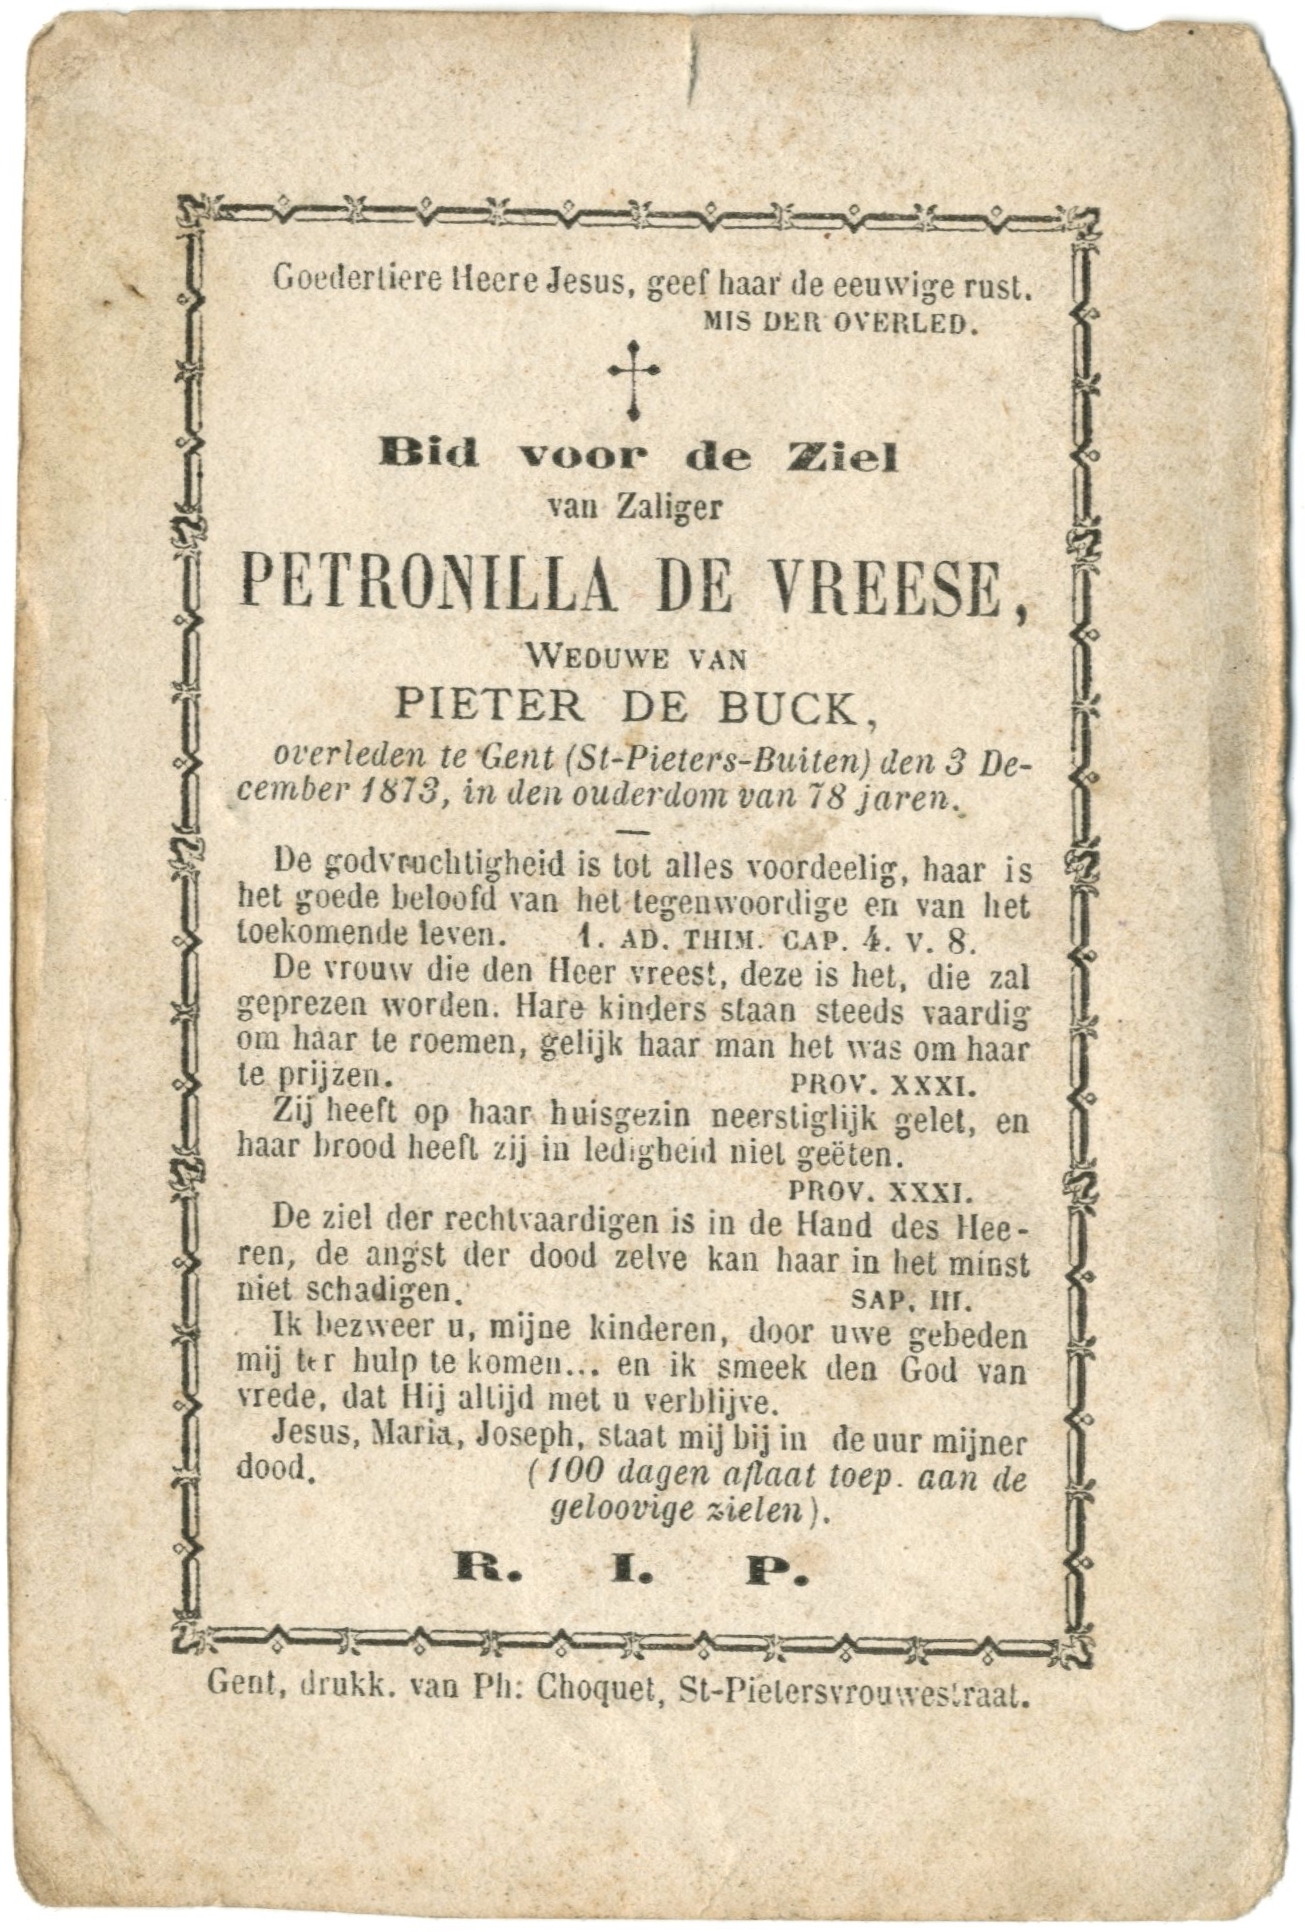 Goedertiere Heere Jesus, geef haar de eeuwige rust.
MIS DER OVERLED.
Bid voor de Ziel
van Zaliger
PETRONILLA DE VREESE,
WEDUWE VAN
PIETER DE BUCK,
overleden te Gent (St-Pieters-Buiten) den 3 De-
cember 1873, in den ouderdom van 78 jaren.
De godvruchtigheid is tot alles voordeelig, haar is
het goede beloofd van het tegenwoordige en van het
toekomende leven. 1. AD. THIM. CAP. 4. V. 8.
De vrouw die den Heer vreest, deze is het, die zal
geprezen worden. Hare kinders staan steeds vaardig
om haar te roemen, gelijk haar man het was om haar
te prijzen. PROV. XXXI.
Zij heeft op haar huisgezin neerstiglijk gelet, en
haar brood heeft zij in ledigheid niet geëten.
PROV. XXXI.
De ziel der rechtvaardigen is in de Hand des Hee-
ren, de angst der dood zelve kan haar in het minst
niet schadigen. SAP. III.
Ik bezweer u, mijne kinderen, door uwe gebeden
mij ter hulp te komen... en ik smeek den God van
vrede, dat Hij altijd met u verblijve.
Jesus, Maria, Joseph, staat mij bij in de uur mijner
dood. (100 dagen aflaat toep. aan de
geloovige zielen).
R. I. P.
Gent, drukk. van Ph: Choquet, St-Pietersvrouwestraat.